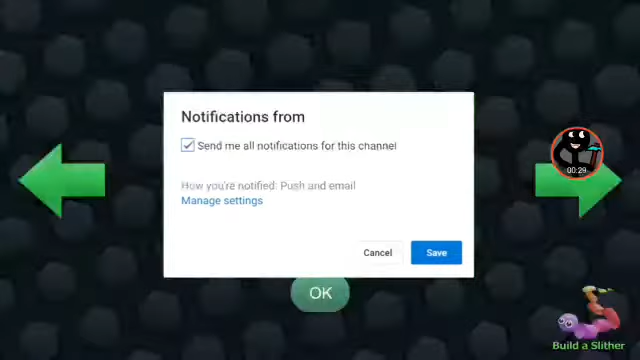 Notifications from
Send me all notifications for this channel
How you're notified: Push and email
Manage settings
Cancel
Save
00:29
OK
Build a Slither